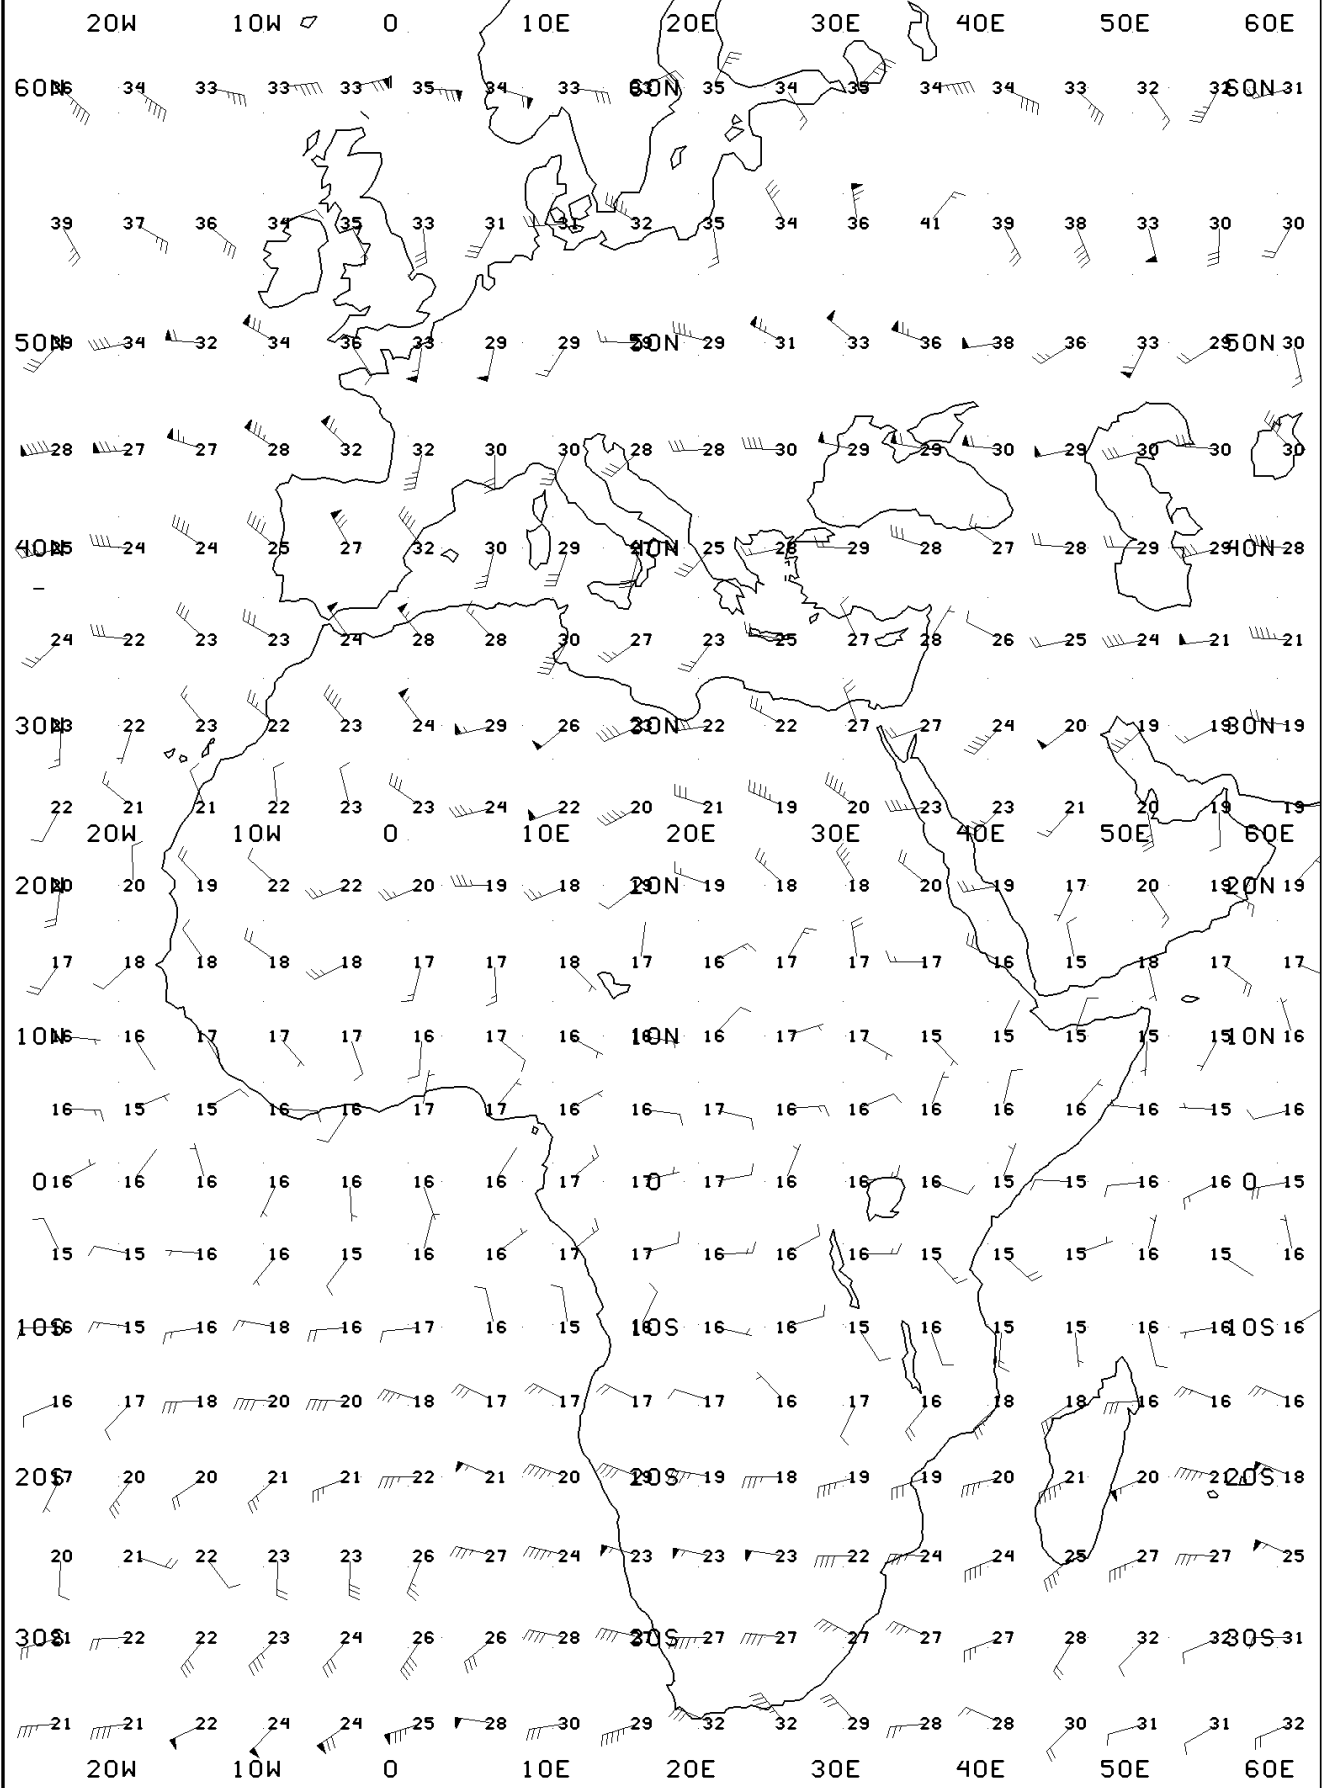 20W 10W 0 10E 20E 30E 40E 50E 60E
60N 34 33 33 33 35 34 33 60N 35 34 35 34 34 33 32 32 60N 31
39 37 36 34 35 33 31 31 32 35 34 36 41 39 38 33 30 30
50N 34 32 34 36 33 29 29 50N 29 31 33 36 38 36 33 29 50N 30
28 27 27 28 32 32 30 30 28 28 30 29 29 30 29 30 30 30
40N 24 24 25 27 32 30 29 40N 25 28 29 28 27 28 29 29 40N 28
24 22 23 23 24 28 28 30 27 23 25 27 28 26 25 24 21 21
30N 22 23 22 23 24 29 26 30N 22 22 27 27 24 20 19 19 30N 19
22 21 21 22 23 23 24 22 20 21 19 20 23 23 21 20 19 19
20W 10W 0 10E 20E 30E 40E 50E 60E
20N 20 19 22 22 20 19 18 20N 19 18 18 20 19 17 20 19 20N 19
17 18 18 18 18 17 17 18 17 16 17 17 17 16 15 18 17 17
10N 16 17 17 17 16 17 16 10N 16 17 17 15 15 15 15 15 10N 16
16 15 15 16 16 17 17 16 16 17 16 16 16 16 16 16 15 16
0 16 16 16 16 16 16 16 17 17 0 17 16 16 16 15 15 16 16 0 15
15 15 16 16 15 16 16 17 17 16 16 16 15 15 15 16 15 16
10S 15 16 18 16 17 16 15 10S 16 16 15 16 15 15 16 16 10S 16
16 17 18 20 20 18 17 17 17 17 16 17 16 18 18 16 16 16
20S 20 20 21 21 22 21 20 20S 19 18 19 19 20 21 20 21 20S 18
20 21 22 23 23 26 27 24 23 23 23 22 24 24 25 27 27 25
30S 22 22 23 24 26 26 28 30S 27 27 27 27 27 28 32 32 30S 31
21 21 22 24 24 25 28 30 29 32 32 29 28 28 30 31 31 32
20W 10W 0 10E 20E 30E 40E 50E 60E